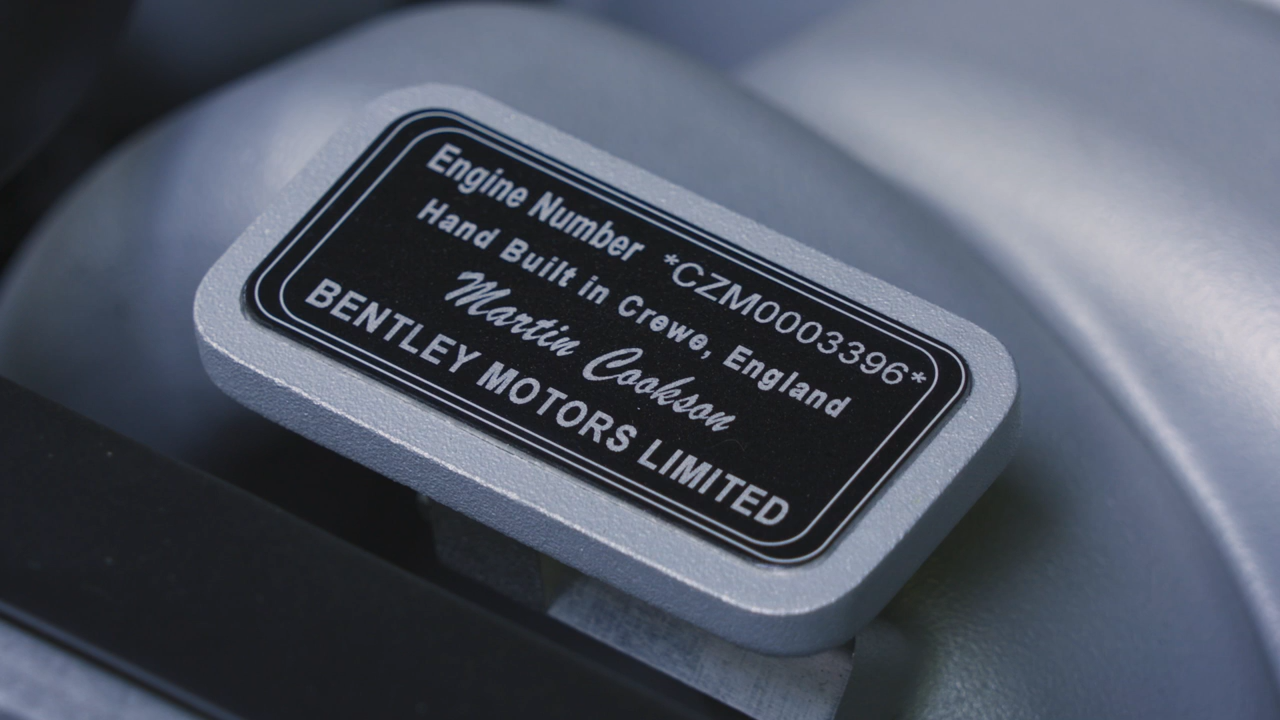 Engine Number *CZM0003396*
Hand Built in Crewe, England
Martin Cookson
BENTLEY MOTORS LIMITED